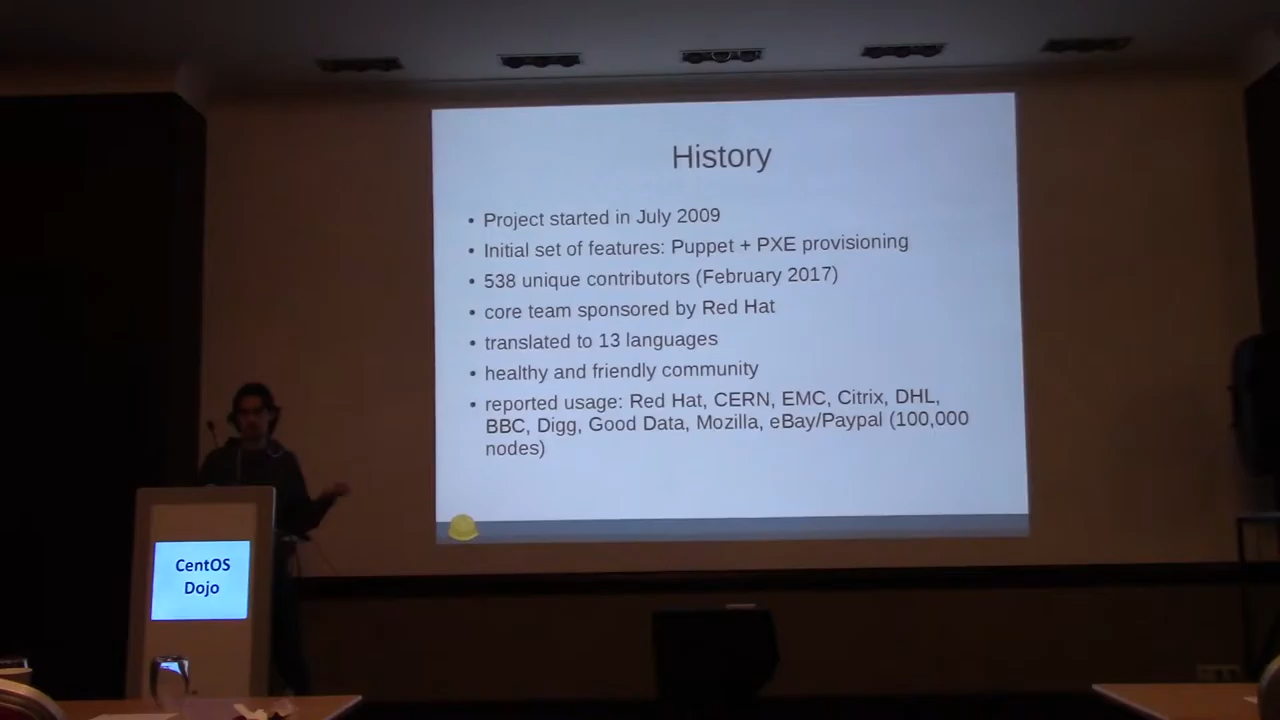 History
• Project started in July 2009
• Initial set of features: Puppet + PXE provisioning
• 538 unique contributors (February 2017)
• core team sponsored by Red Hat
• translated to 13 languages
• healthy and friendly community
• reported usage: Red Hat, CERN, EMC, Citrix, DHL,
BBC, Digg, Good Data, Mozilla, eBay/Paypal (100,000
nodes)
CentOS
Dojo